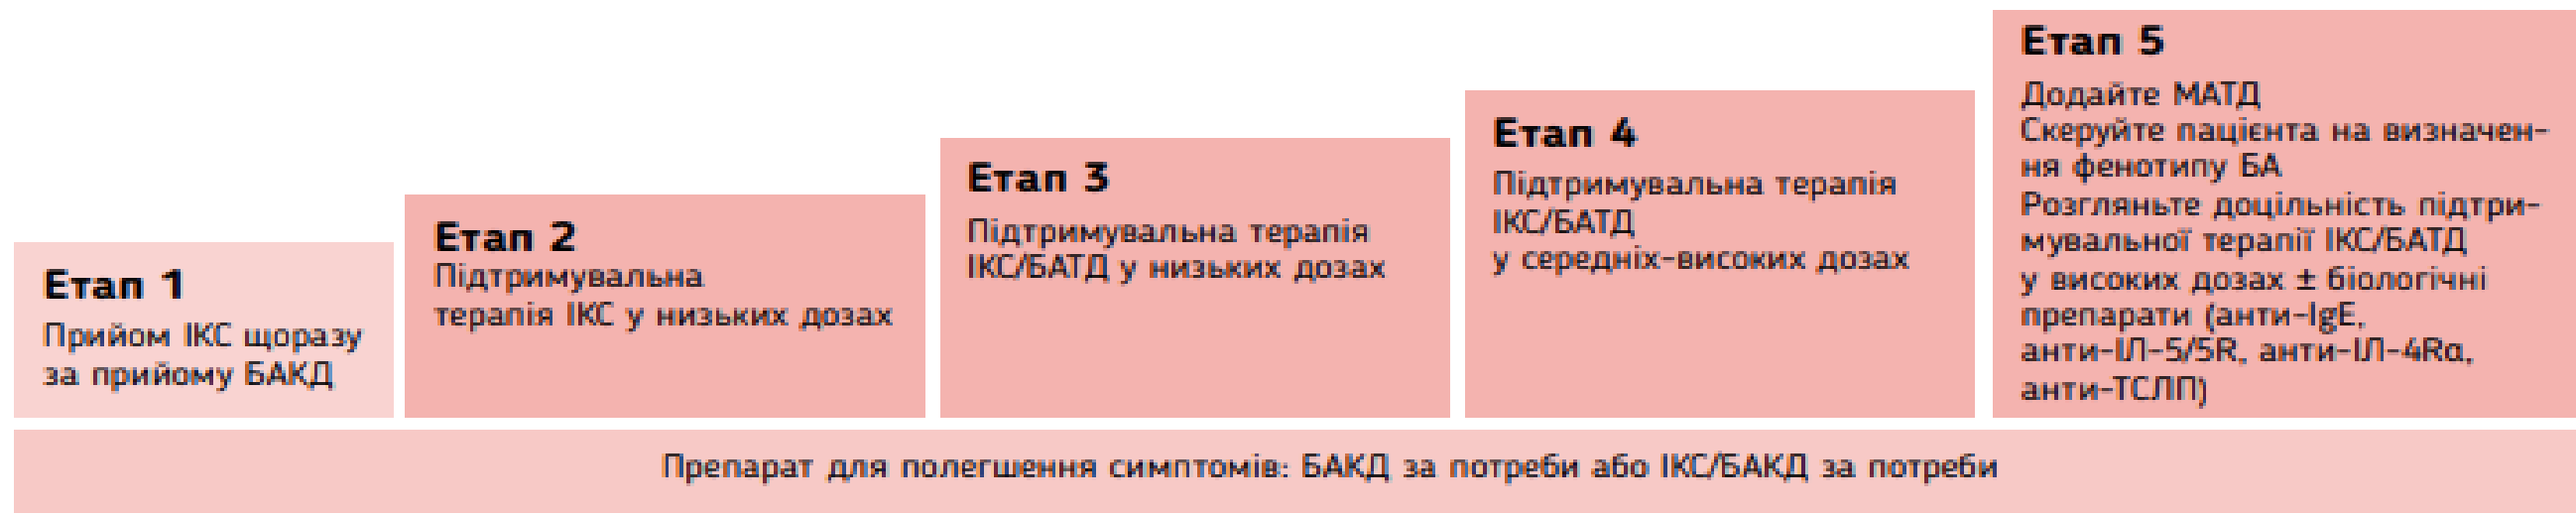 Етап 1
Прийом ІКС щоразу
за прийому БАКД
Етап 2
Підтримувальна
терапія ІКС у низьких дозах
Етап 3
Підтримувальна терапія
ІКС/БАТД у низьких дозах
Етап 4
Підтримувальна терапія
ІКС/БАТД
у середніх-високих дозах
Етап 5
Додайте МАТД
Скеруйте пацієнта на визначен-
ня фенотипу БА
Розгляньте доцільність підтри-
мувальної терапії ІКС/БАТД
у високих дозах ± біологічні
препарати (анти-IgE,
анти-ІЛ-5/5R, анти-ІЛ-4Rα,
анти-ТСЛП)
Препарат для полегшення симптомів: БАКД за потреби або ІКС/БАКД за потреби